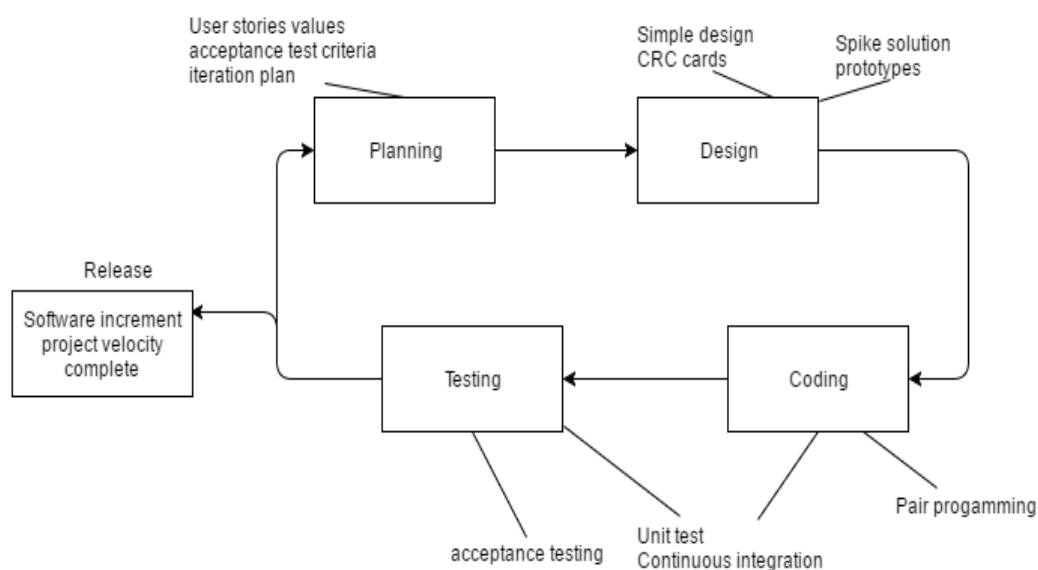 User stories values
acceptance test criteria
iteration plan
Simple design
CRC cards
Spike solution
prototypes
Planning
Design
Release
Software increment
project velocity
complete
Testing
Coding
Pair progamming
acceptance testing
Unit test
Continuous integration